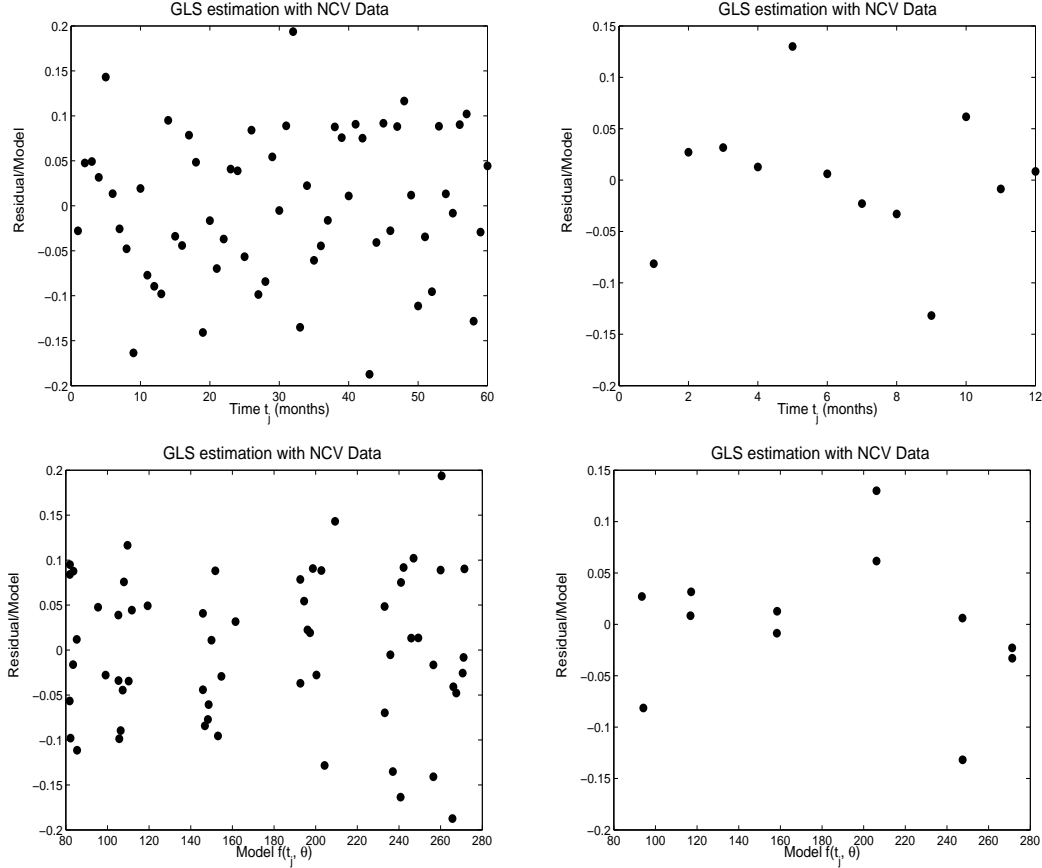 GLS estimation with NCV Data
0.2
0.15
0.1
0.05
0
−0.05
−0.1
−0.15
−0.2
Residual/Model
0 10 20 30 40 50 60
Time t_j (months)
GLS estimation with NCV Data
0.15
0.1
0.05
0
−0.05
−0.1
−0.15
−0.2
Residual/Model
0 2 4 6 8 10 12
Time t_j (months)
GLS estimation with NCV Data
0.2
0.15
0.1
0.05
0
−0.05
−0.1
−0.15
−0.2
Residual/Model
80 100 120 140 160 180 200 220 240 260 280
Model f(t_j, θ)
GLS estimation with NCV Data
0.15
0.1
0.05
0
−0.05
−0.1
−0.15
−0.2
Residual/Model
80 100 120 140 160 180 200 220 240 260 280
Model f(t_j, θ)